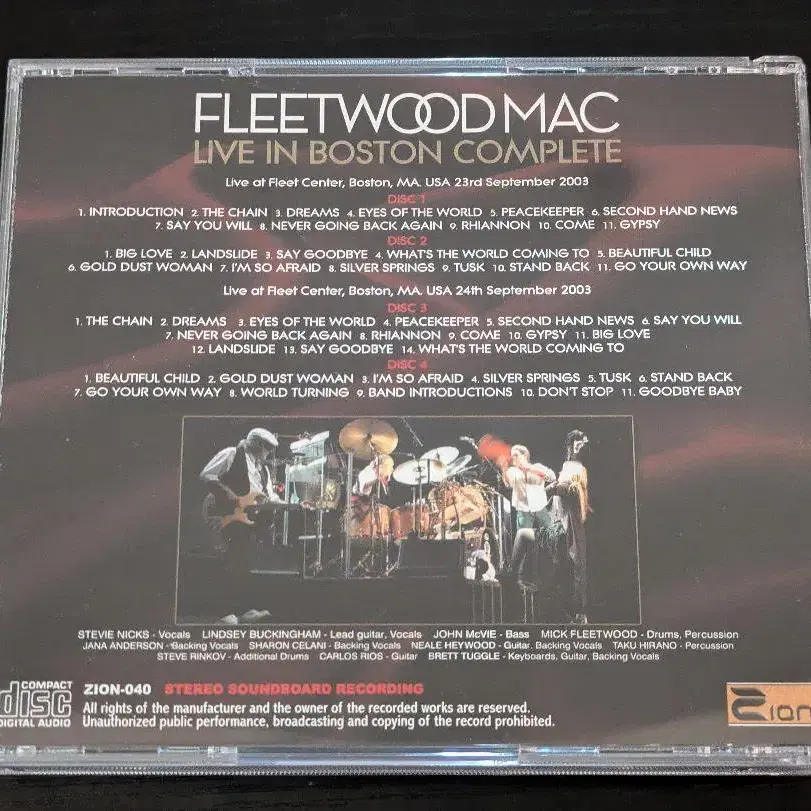 FLEETWOOD MAC
LIVE IN BOSTON COMPLETE
Live at Fleet Center, Boston, MA. USA 23rd September 2003
DISC 1
1. INTRODUCTION 2. THE CHAIN 3. DREAMS 4. EYES OF THE WORLD 5. PEACEKEEPER 6. SECOND HAND NEWS
7. SAY YOU WILL 8. NEVER GOING BACK AGAIN 9. RHIANNON 10. COME 11. GYPSY
DISC 2
1. BIG LOVE 2. LANDSLIDE 3. SAY GOODBYE 4. WHAT'S THE WORLD COMING TO 5. BEAUTIFUL CHILD
6. GOLD DUST WOMAN 7. I'M SO AFRAID 8. SILVER SPRINGS 9. TUSK 10. STAND BACK 11. GO YOUR OWN WAY
Live at Fleet Center, Boston, MA. USA 24th September 2003
DISC 3
1. THE CHAIN 2. DREAMS 3. EYES OF THE WORLD 4. PEACEKEEPER 5. SECOND HAND NEWS 6. SAY YOU WILL
7. NEVER GOING BACK AGAIN 8. RHIANNON 9. COME 10. GYPSY 11. BIG LOVE
12. LANDSLIDE 13. SAY GOODBYE 14. WHAT'S THE WORLD COMING TO
DISC 4
1. BEAUTIFUL CHILD 2. GOLD DUST WOMAN 3. I'M SO AFRAID 4. SILVER SPRINGS 5. TUSK 6. STAND BACK
7. GO YOUR OWN WAY 8. WORLD TURNING 9. BAND INTRODUCTIONS 10. DON'T STOP 11. GOODBYE BABY
STEVIE NICKS - Vocals LINDSEY BUCKINGHAM - Lead guitar, Vocals JOHN McVIE - Bass MICK FLEETWOOD - Drums, Percussion
JANA ANDERSON - Backing Vocals SHARON CELANI - Backing Vocals NEALE HEYWOOD - Guitar, Backing Vocals TAKU HIRANO - Percussion
STEVE RINKOV - Additional Drums CARLOS RIOS - Guitar BRETT TUGGLE - Keyboards, Guitar, Backing Vocals
COMPACT
disc
DIGITAL AUDIO
ZION-040 STEREO SOUNDBOARD RECORDING
All rights of the manufacturer and the owner of the recorded works are reserved.
Unauthorized public performance, broadcasting and copying of the record prohibited.
Zion